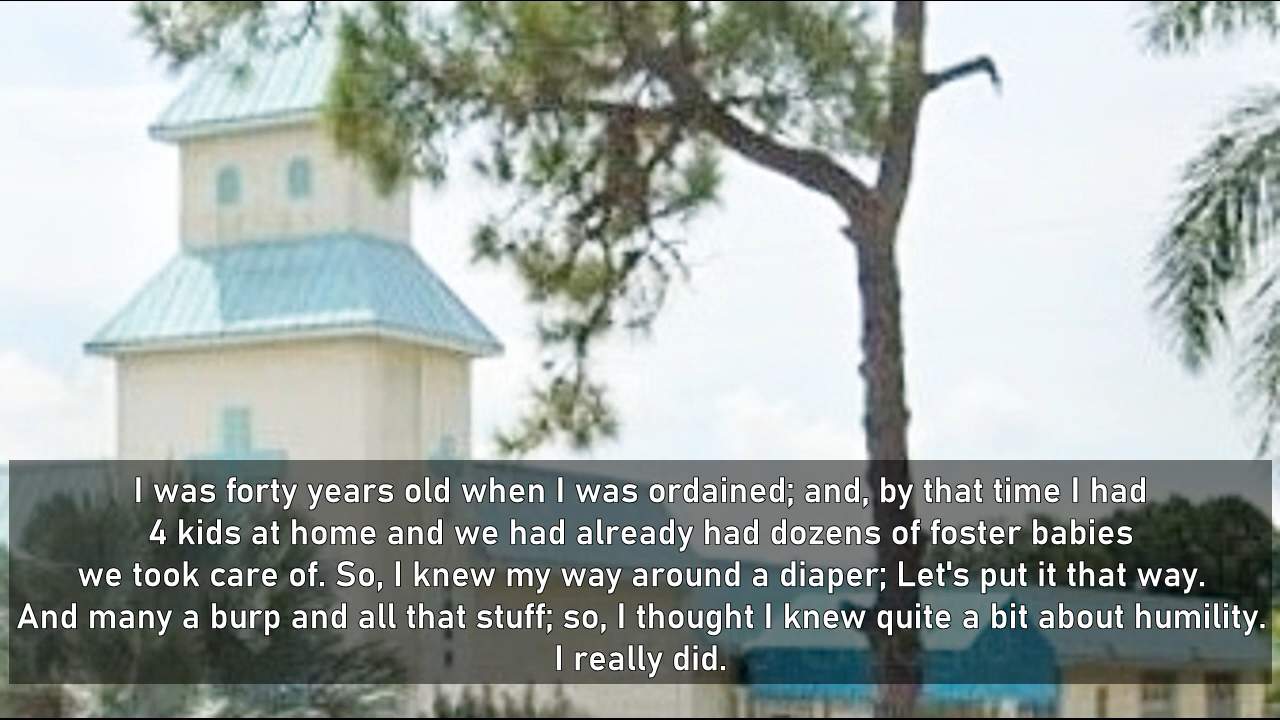 I was forty years old when I was ordained; and, by that time I had
4 kids at home and we had already had dozens of foster babies
we took care of. So, I knew my way around a diaper; Let's put it that way.
And many a burp and all that stuff; so, I thought I knew quite a bit about humility.
I really did.